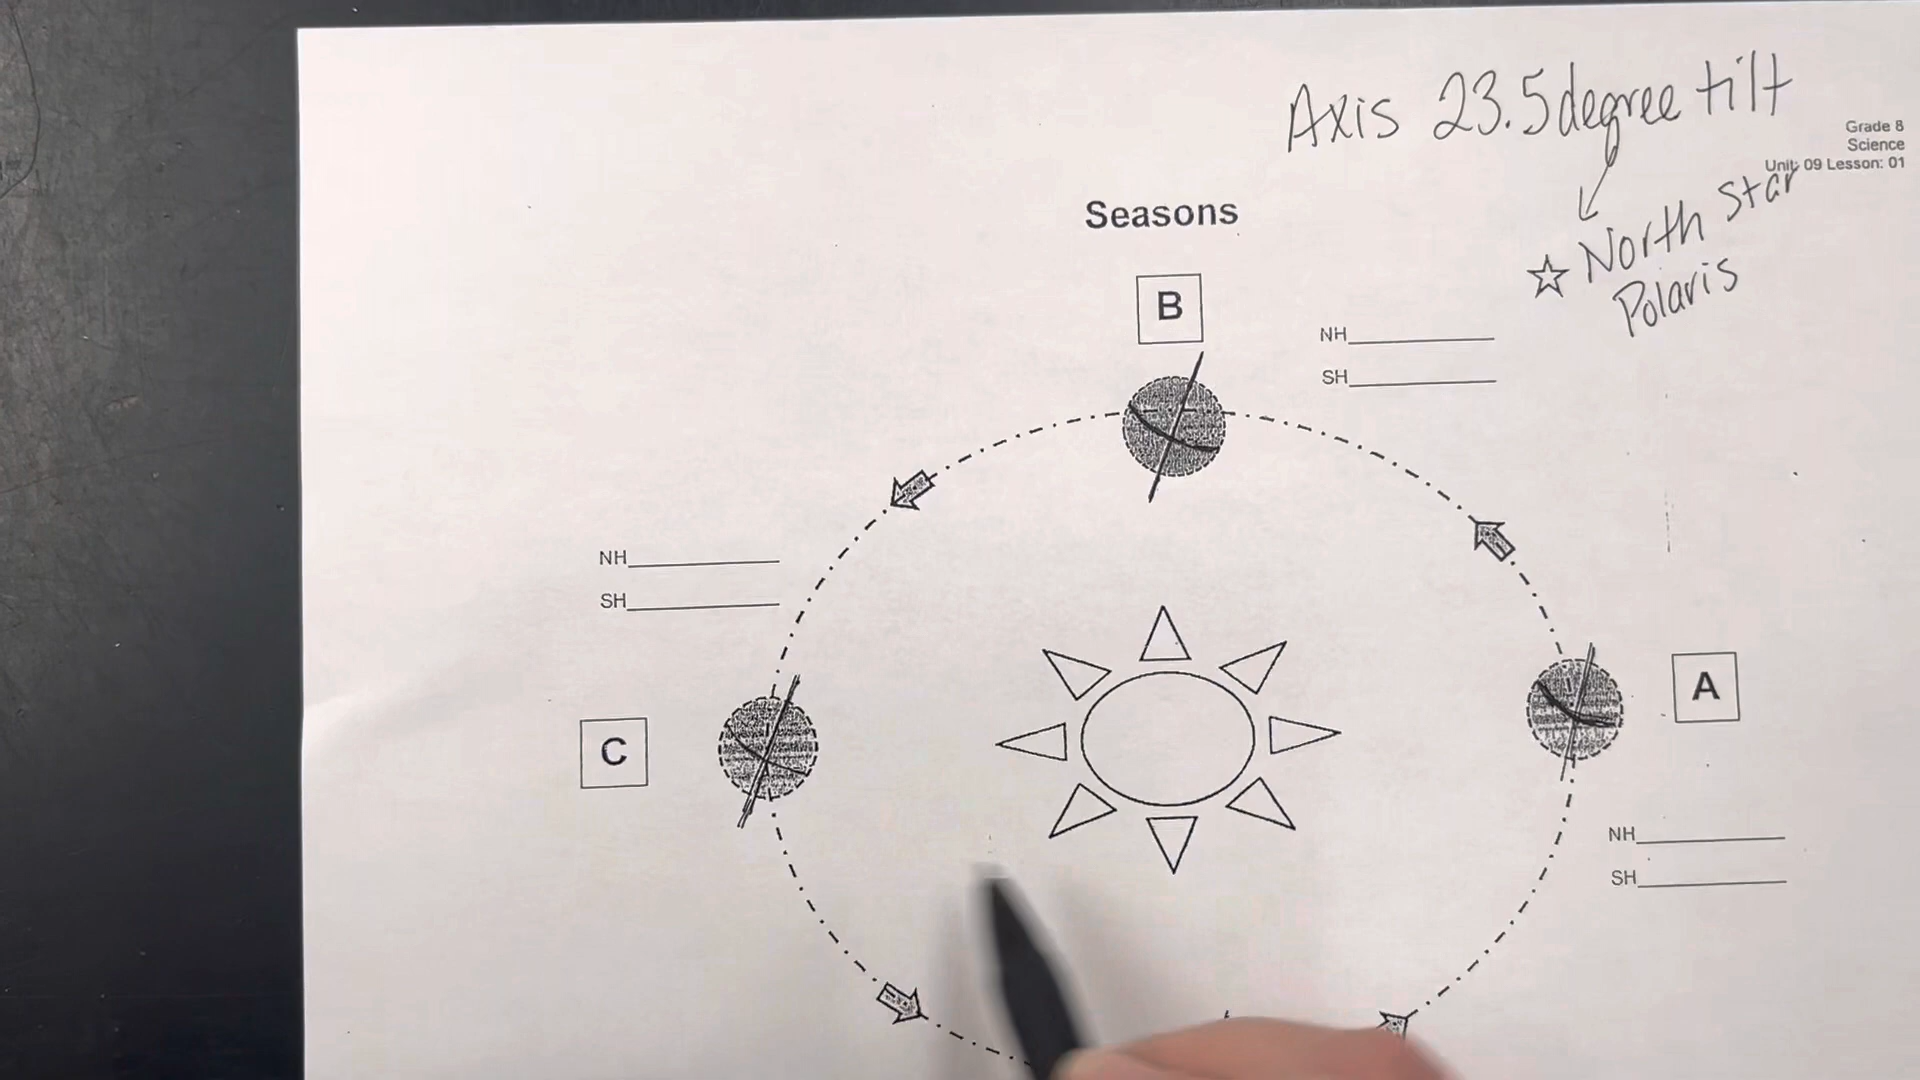 Axis 23.5 degree tilt
Grade 8
Science
Unit: 09 Lesson: 01
North Star
Polaris
Seasons
B
NH
SH
NH
SH
C
A
NH
SH